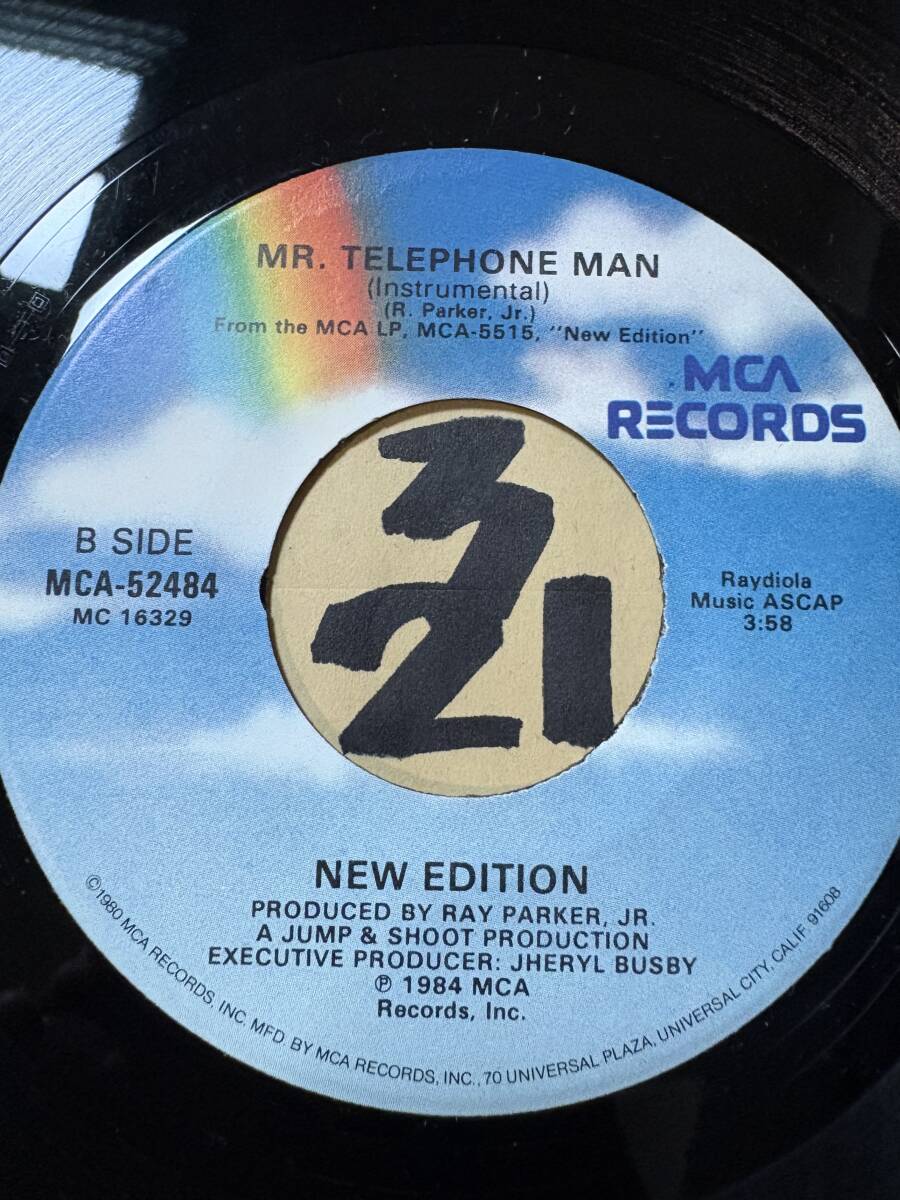 MR. TELEPHONE MAN
(Instrumental)
(R. Parker, Jr.)
From the MCA LP, MCA-5515, "New Edition"
MCA
RECORDS
B SIDE
MCA-52484
MC 16329
3
21
Raydiola
Music ASCAP
3:58
NEW EDITION
PRODUCED BY RAY PARKER, JR.
A JUMP & SHOOT PRODUCTION
EXECUTIVE PRODUCER: JHERYL BUSBY
℗ 1984 MCA
Records, Inc.
©1980 MCA RECORDS, INC. MFD. BY MCA RECORDS, INC., 70 UNIVERSAL PLAZA, UNIVERSAL CITY, CALIF 91608